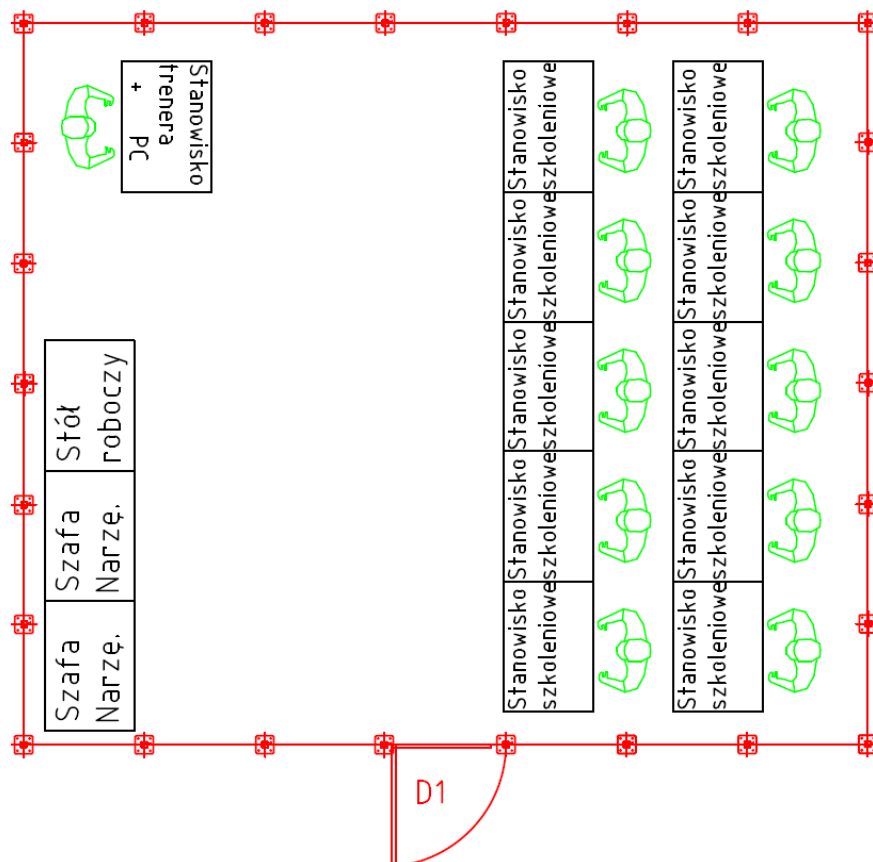 Stanowisko
trenera
+ PC
Stanowisko
szkoleniowe
Stanowisko
szkoleniowe
Stanowisko
szkoleniowe
Stanowisko
szkoleniowe
Stanowisko
szkoleniowe
Stanowisko
szkoleniowe
Stanowisko
szkoleniowe
Stanowisko
szkoleniowe
Stanowisko
szkoleniowe
Stanowisko
szkoleniowe
Stół
roboczy
Szafa
Narzę.
Szafa
Narzę.
D1